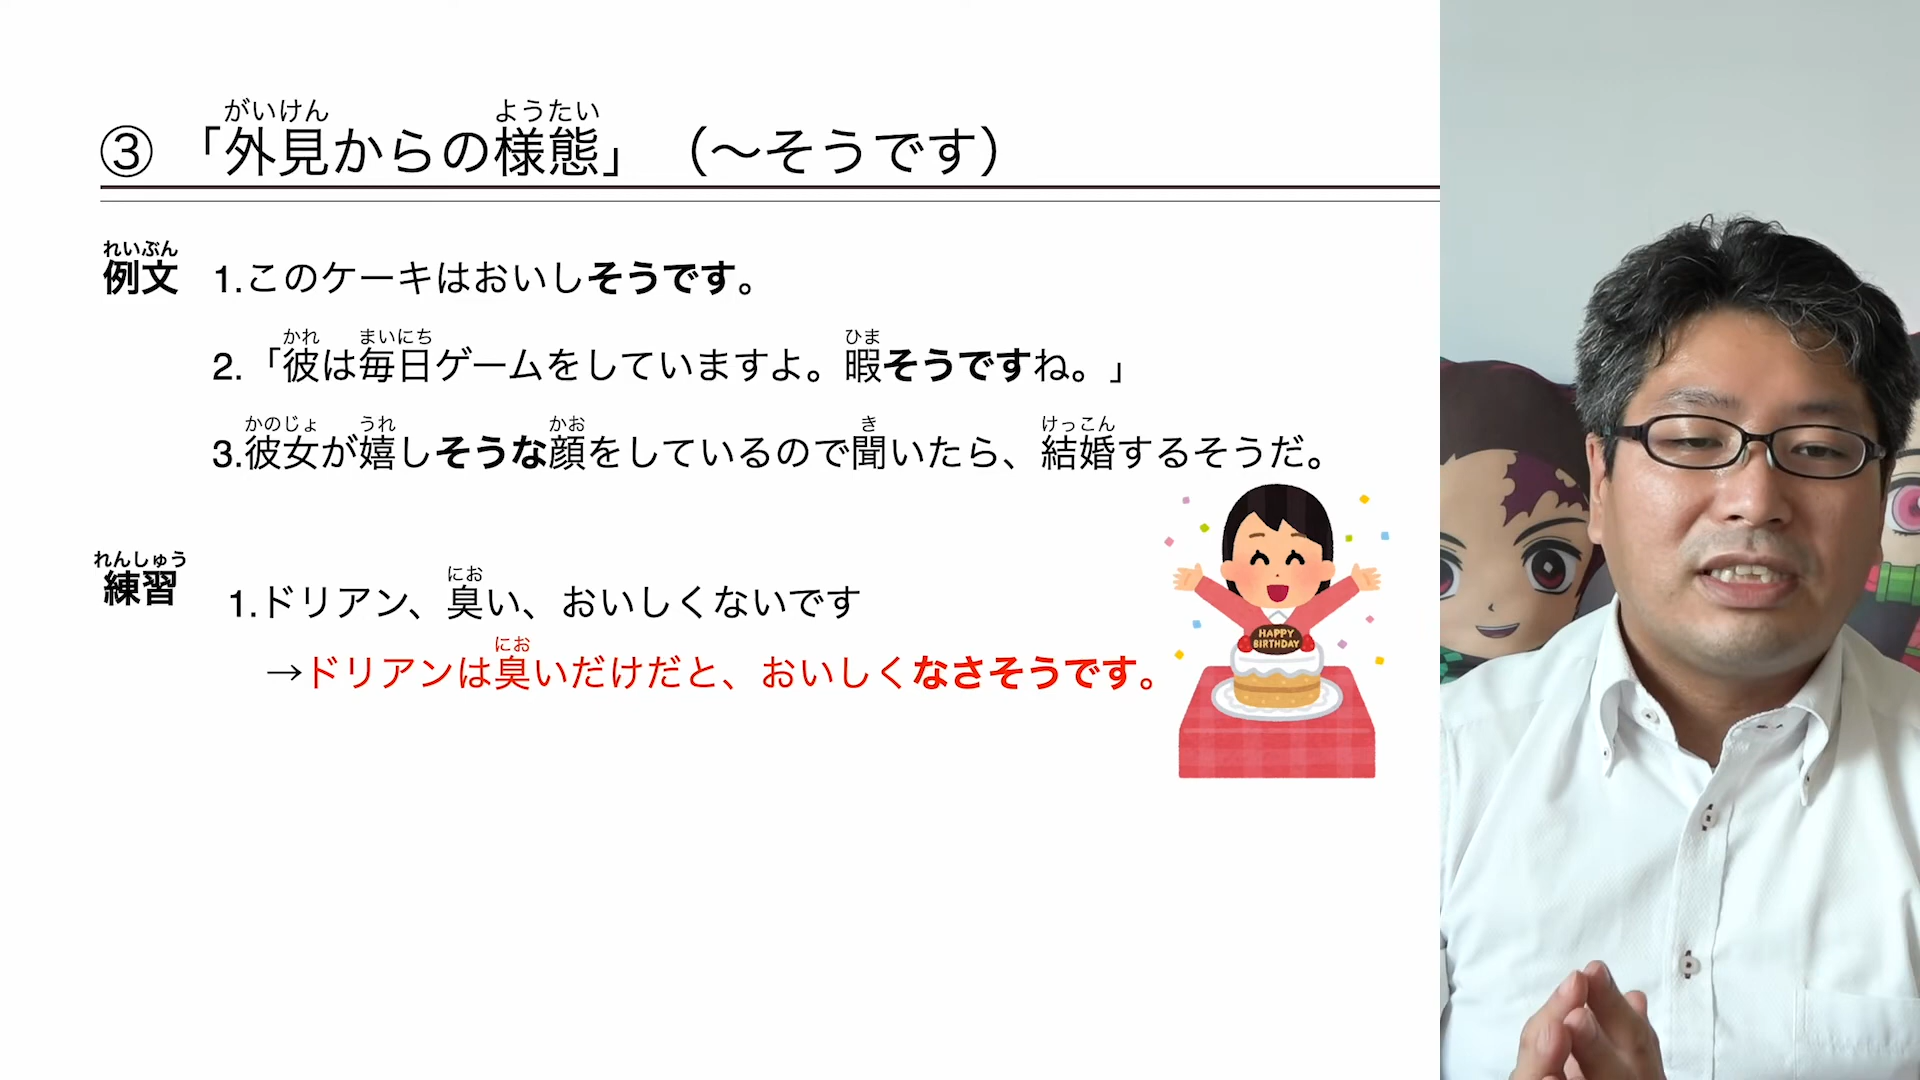 がいけん ようたい
③ 「外見からの様態」（〜そうです）
れいぶん
例文 1.このケーキはおいしそうです。
かれ まいにち ひま
2.「彼は毎日ゲームをしていますよ。暇そうですね。」
かのじょ うれ かお き けっこん
3.彼女が嬉しそうな顔をしているので聞いたら、結婚するそうだ。
れんしゅう にお
練習 1.ドリアン、臭い、おいしくないです
にお
→ドリアンは臭いだけだと、おいしくなさそうです。
HAPPY
BIRTHDAY